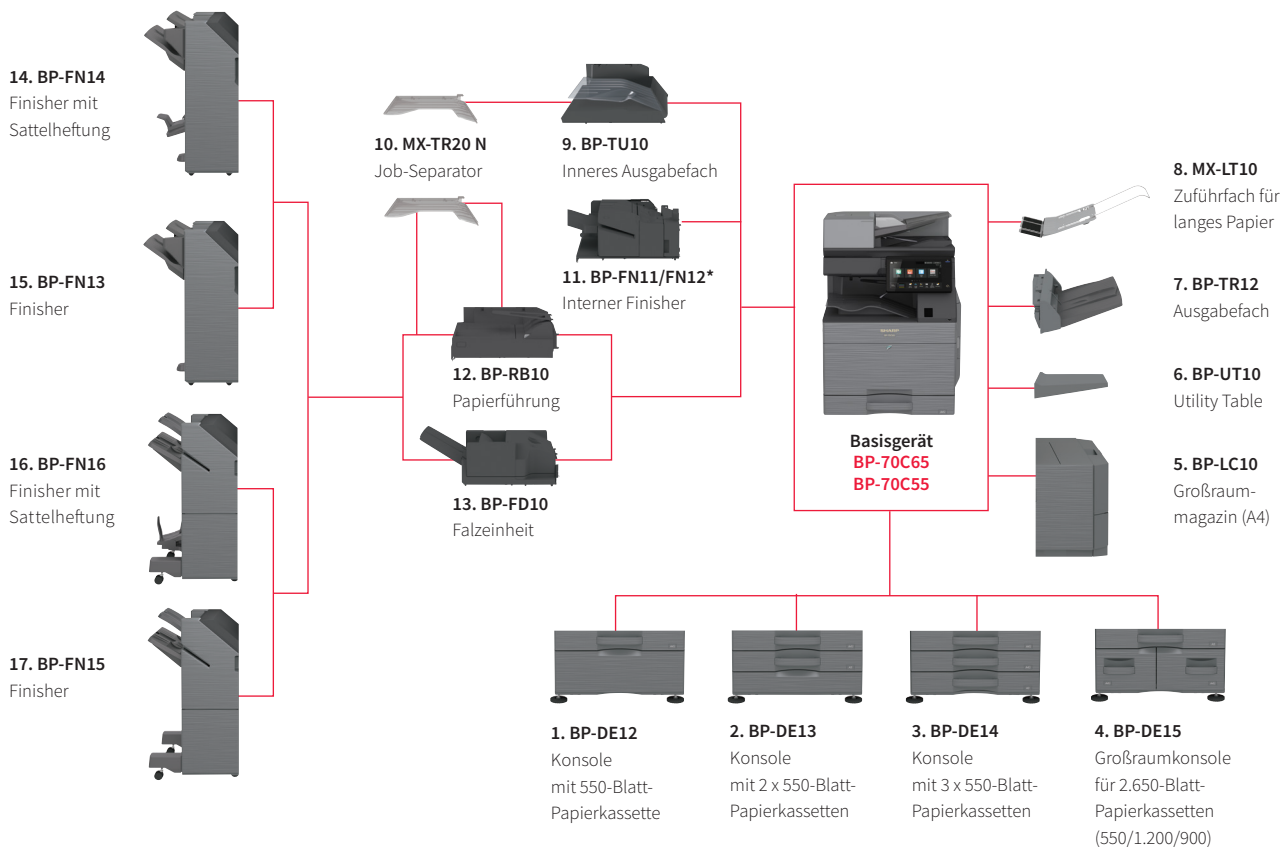 14. BP-FN14
Finisher mit
Sattelheftung
15. BP-FN13
Finisher
16. BP-FN16
Finisher mit
Sattelheftung
17. BP-FN15
Finisher
10. MX-TR20 N
Job-Separator
9. BP-TU10
Inneres Ausgabefach
11. BP-FN11/FN12*
Interner Finisher
12. BP-RB10
Papierführung
13. BP-FD10
Falzeinheit
Basisgerät
BP-70C65
BP-70C55
8. MX-LT10
Zuführfach für
langes Papier
7. BP-TR12
Ausgabefach
6. BP-UT10
Utility Table
5. BP-LC10
Großraum-
magazin (A4)
1. BP-DE12
Konsole
mit 550-Blatt-
Papierkassette
2. BP-DE13
Konsole
mit 2 x 550-Blatt-
Papierkassetten
3. BP-DE14
Konsole
mit 3 x 550-Blatt-
Papierkassetten
4. BP-DE15
Großraumkonsole
für 2.650-Blatt-
Papierkassetten
(550/1.200/900)